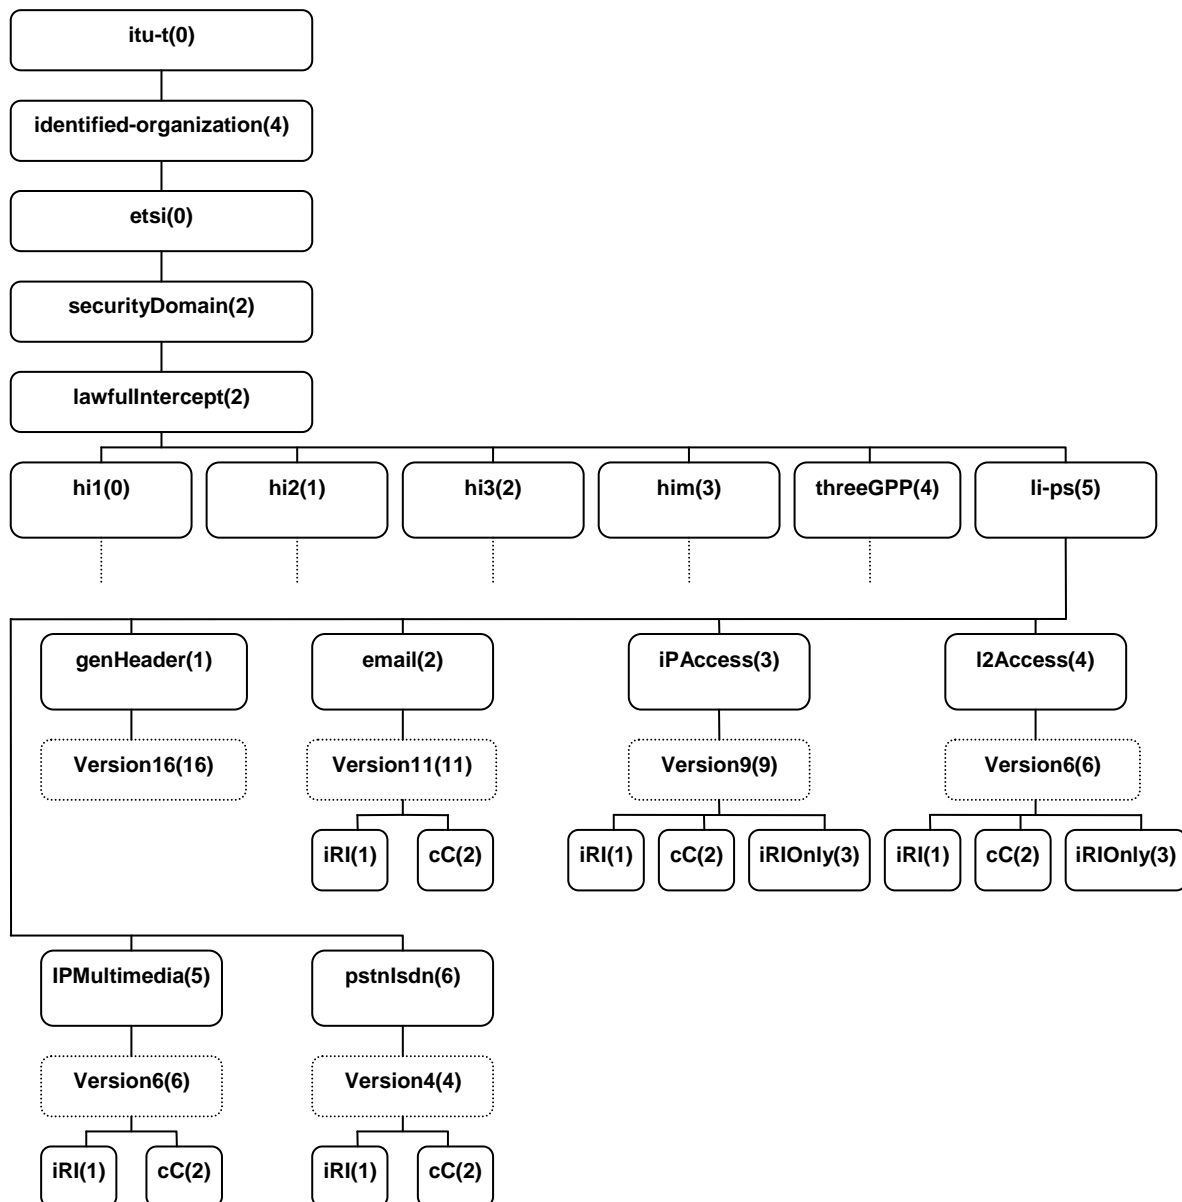 itu-t(0)
identified-organization(4)
etsi(0)
securityDomain(2)
lawfulIntercept(2)
hi1(0) hi2(1) hi3(2) him(3) threeGPP(4) li-ps(5)
genHeader(1) email(2) iPAccess(3) l2Access(4)
Version16(16) Version11(11) Version9(9) Version6(6)
iRI(1) cC(2) iRI(1) cC(2) iRIOnly(3) iRI(1) cC(2) iRIOnly(3)
IPMultimedia(5) pstnIsdn(6)
Version6(6) Version4(4)
iRI(1) cC(2) iRI(1) cC(2)